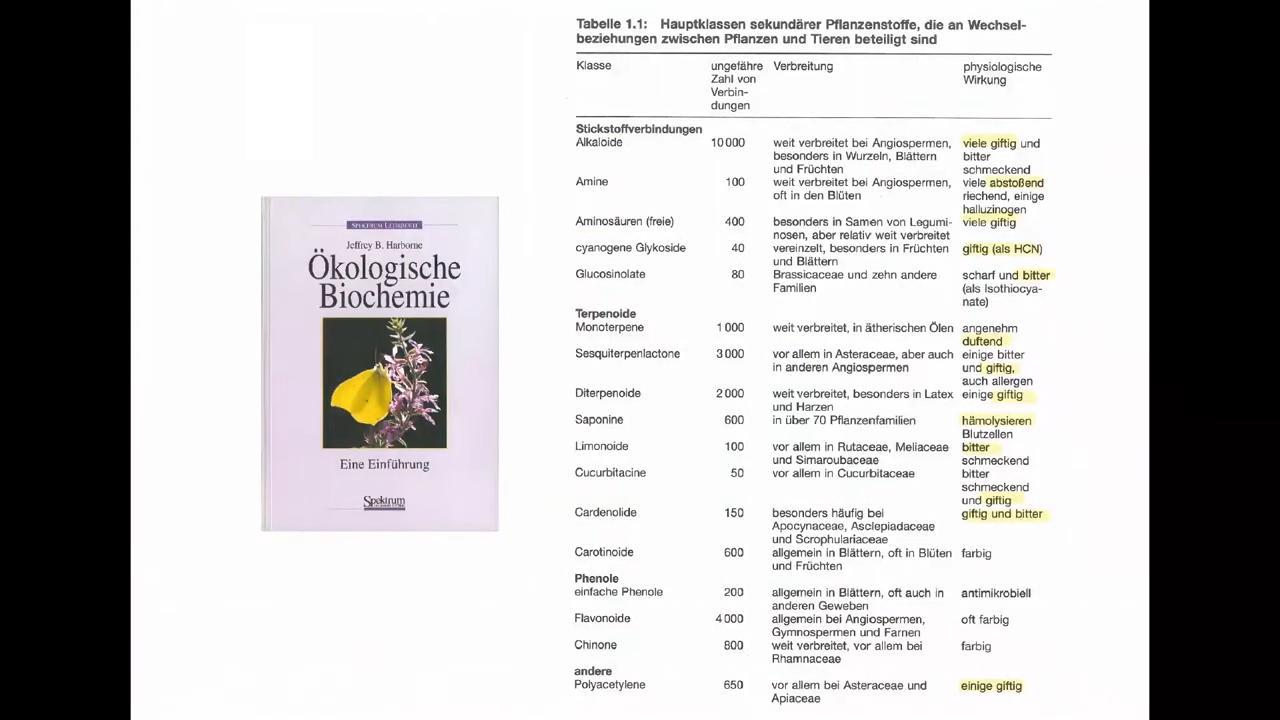 SPEKTRUM LEHRBUCH
Jeffrey B. Harborne
Ökologische
Biochemie
Eine Einführung
Spektrum
Tabelle 1.1: Hauptklassen sekundärer Pflanzenstoffe, die an Wechsel-
beziehungen zwischen Pflanzen und Tieren beteiligt sind
Klasse ungefähre Verbreitung physiologische
Zahl von Wirkung
Verbin-
dungen
Stickstoffverbindungen
Alkaloide 10 000 weit verbreitet bei Angiospermen, viele giftig und
besonders in Wurzeln, Blättern bitter
und Früchten schmeckend
Amine 100 weit verbreitet bei Angiospermen, viele abstoßend
oft in den Blüten riechend, einige
halluzinogen
Aminosäuren (freie) 400 besonders in Samen von Legumi- viele giftig
nosen, aber relativ weit verbreitet
cyanogene Glykoside 40 vereinzelt, besonders in Früchten giftig (als HCN)
und Blättern
Glucosinolate 80 Brassicaceae und zehn andere scharf und bitter
Familien (als Isothiocya-
nate)
Terpenoide
Monoterpene 1 000 weit verbreitet, in ätherischen Ölen angenehm
duftend
Sesquiterpenlactone 3 000 vor allem in Asteraceae, aber auch einige bitter
in anderen Angiospermen und giftig,
auch allergen
Diterpenoide 2 000 weit verbreitet, besonders in Latex einige giftig
und Harzen
Saponine 600 in über 70 Pflanzenfamilien hämolysieren
Blutzellen
Limonoide 100 vor allem in Rutaceae, Meliaceae bitter
und Simaroubaceae schmeckend
Cucurbitacine 50 vor allem in Cucurbitaceae bitter
schmeckend
und giftig
Cardenolide 150 besonders häufig bei giftig und bitter
Apocynaceae, Asclepiadaceae
und Scrophulariaceae
Carotinoide 600 allgemein in Blättern, oft in Blüten farbig
und Früchten
Phenole
einfache Phenole 200 allgemein in Blättern, oft auch in antimikrobiell
anderen Geweben
Flavonoide 4 000 allgemein bei Angiospermen, oft farbig
Gymnospermen und Farnen
Chinone 800 weit verbreitet, vor allem bei farbig
Rhamnaceae
andere
Polyacetylene 650 vor allem bei Asteraceae und einige giftig
Apiaceae